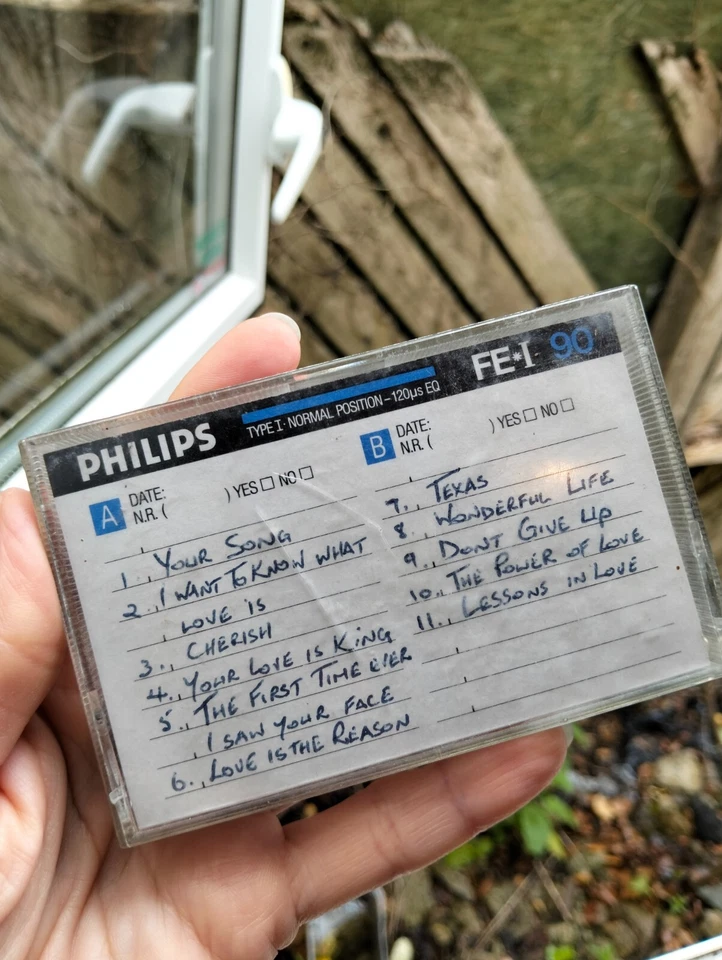 PHILIPS
TYPE I · NORMAL POSITION – 120µs EQ
FE*I 90
A DATE:
N.R. ( ) YES NO
1. YOUR SONG
2. I WANT TO KNOW WHAT
LOVE IS
3. CHERISH
4. YOUR LOVE IS KING
5. THE FIRST TIME EVER
I SAW YOUR FACE
6. LOVE IS THE REASON
B DATE:
N.R. ( ) YES NO
7. TEXAS
8. WONDERFUL LIFE
9. DONT GIVE UP
10. THE POWER OF LOVE
11. LESSONS IN LOVE